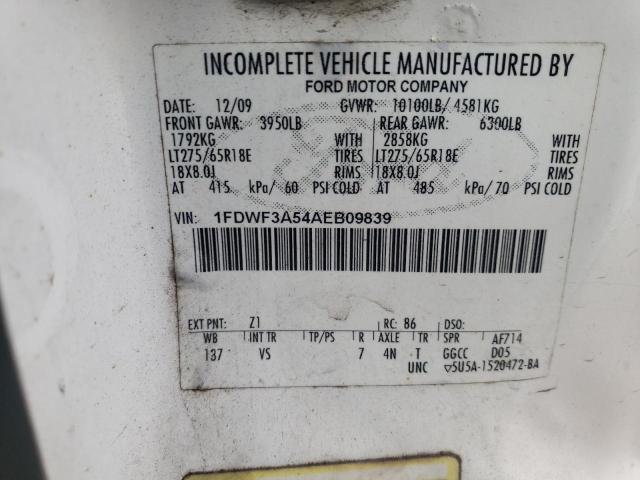 INCOMPLETE VEHICLE MANUFACTURED BY
FORD MOTOR COMPANY
DATE: 12/09 GVWR: 10100LB/ 4581KG
FRONT GAWR: 3950LB REAR GAWR: 6300LB
1792KG WITH 2858KG WITH
LT275/65R18E TIRES LT275/65R18E TIRES
18X8.0J RIMS 18X8.0J RIMS
AT 415 kPa/ 60 PSI COLD AT 485 kPa/ 70 PSI COLD
VIN: 1FDWF3A54AEB09839
EXT PNT: Z1 RC: 86 DSO:
WB INT TR TP/PS R AXLE TR SPR AF714
137 VS 7 4N T GGCC D05
UNC ▽5U5A-1520472-BA